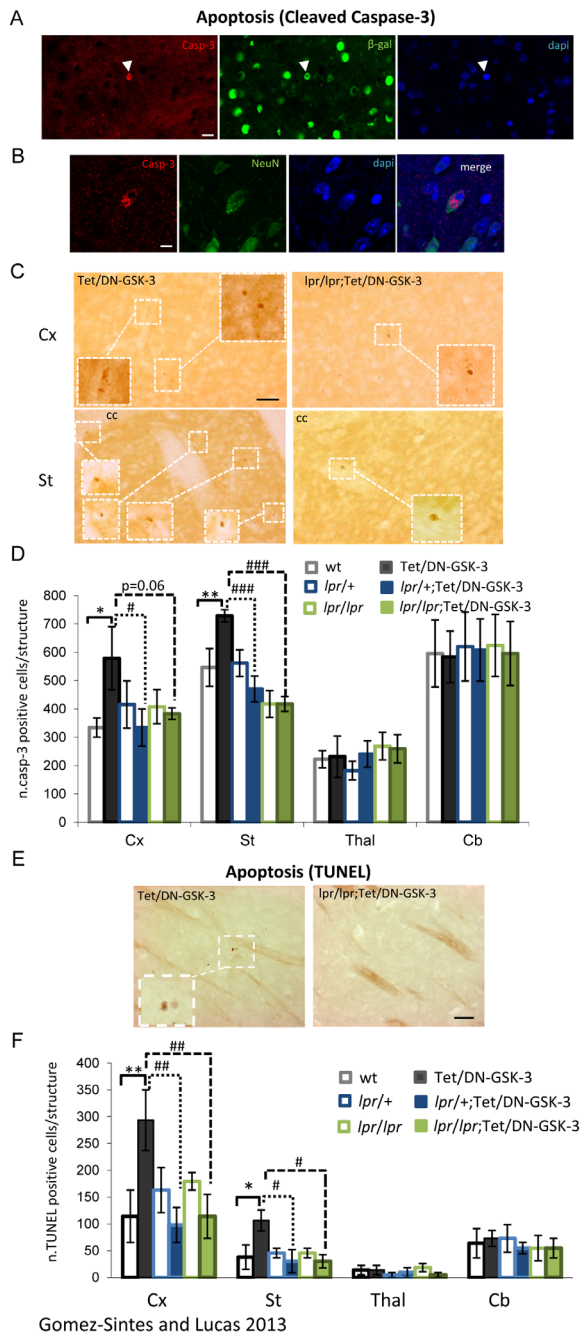 A
Apoptosis (Cleaved Caspase-3)
Casp-3
β-gal
dapi
B
Casp-3
NeuN
dapi
merge
C
Tet/DN-GSK-3
lpr/lpr;Tet/DN-GSK-3
Cx
cc
cc
St
D
wt
Tet/DN-GSK-3
lpr/+
lpr/+;Tet/DN-GSK-3
lpr/lpr
lpr/lpr;Tet/DN-GSK-3
n.casp-3 positive cells/structure
800
700
600
500
400
300
200
100
0
* # p=0.06
** ### ###
Cx St Thal Cb
E
Apoptosis (TUNEL)
Tet/DN-GSK-3
lpr/lpr;Tet/DN-GSK-3
F
wt
Tet/DN-GSK-3
lpr/+
lpr/+;Tet/DN-GSK-3
lpr/lpr
lpr/lpr;Tet/DN-GSK-3
n.TUNEL positive cells/structure
400
350
300
250
200
150
100
50
0
** ## ##
* # #
Cx St Thal Cb
Gomez-Sintes and Lucas 2013